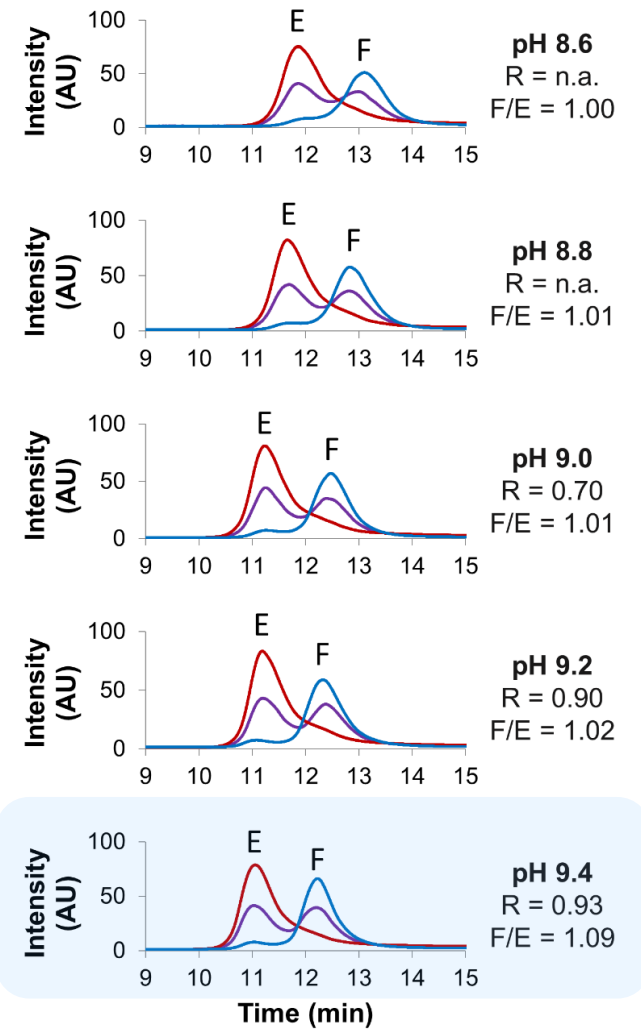 E F
Intensity
(AU)
100
50
0
9 10 11 12 13 14 15
pH 8.6
R = n.a.
F/E = 1.00
E F
Intensity
(AU)
100
50
0
9 10 11 12 13 14 15
pH 8.8
R = n.a.
F/E = 1.01
E F
Intensity
(AU)
100
50
0
9 10 11 12 13 14 15
pH 9.0
R = 0.70
F/E = 1.01
E F
Intensity
(AU)
100
50
0
9 10 11 12 13 14 15
pH 9.2
R = 0.90
F/E = 1.02
E F
Intensity
(AU)
100
50
0
9 10 11 12 13 14 15
pH 9.4
R = 0.93
F/E = 1.09
Time (min)